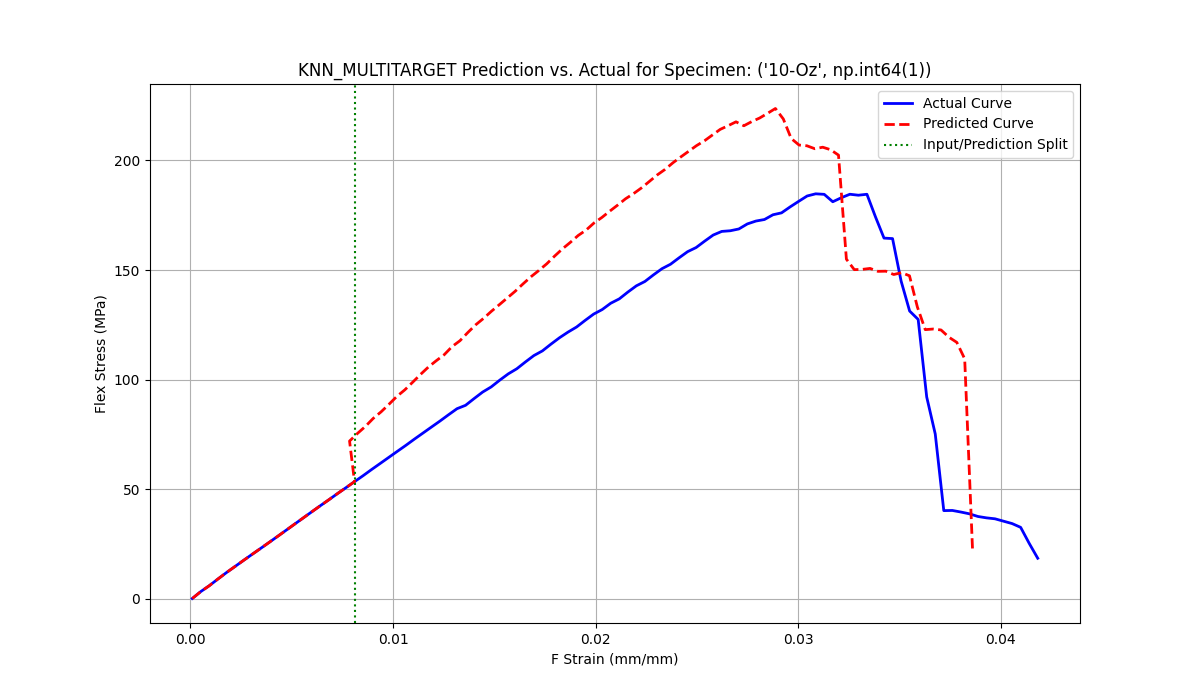 KNN_MULTITARGET Prediction vs. Actual for Specimen: ('10-Oz', np.int64(1))
Actual Curve
Predicted Curve
Input/Prediction Split
Flex Stress (MPa)
200
150
100
50
0
0.00 0.01 0.02 0.03 0.04
F Strain (mm/mm)